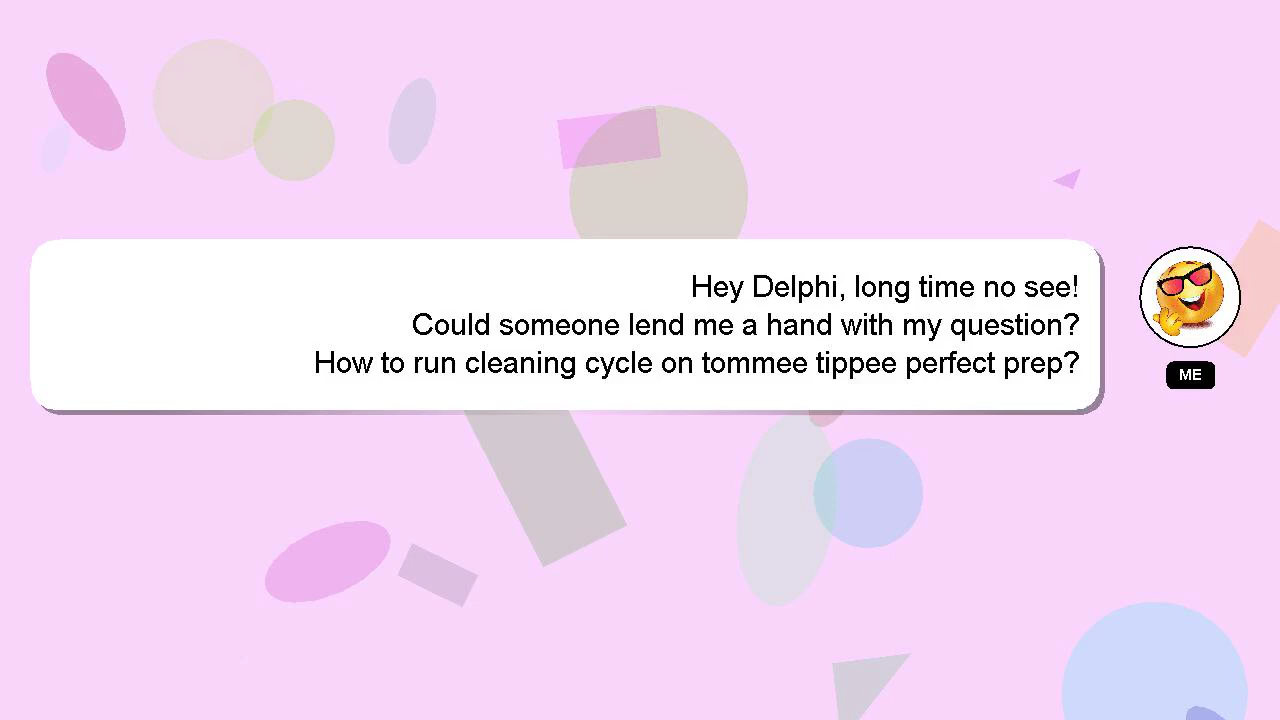 Hey Delphi, long time no see!
Could someone lend me a hand with my question?
How to run cleaning cycle on tommee tippee perfect prep?
ME